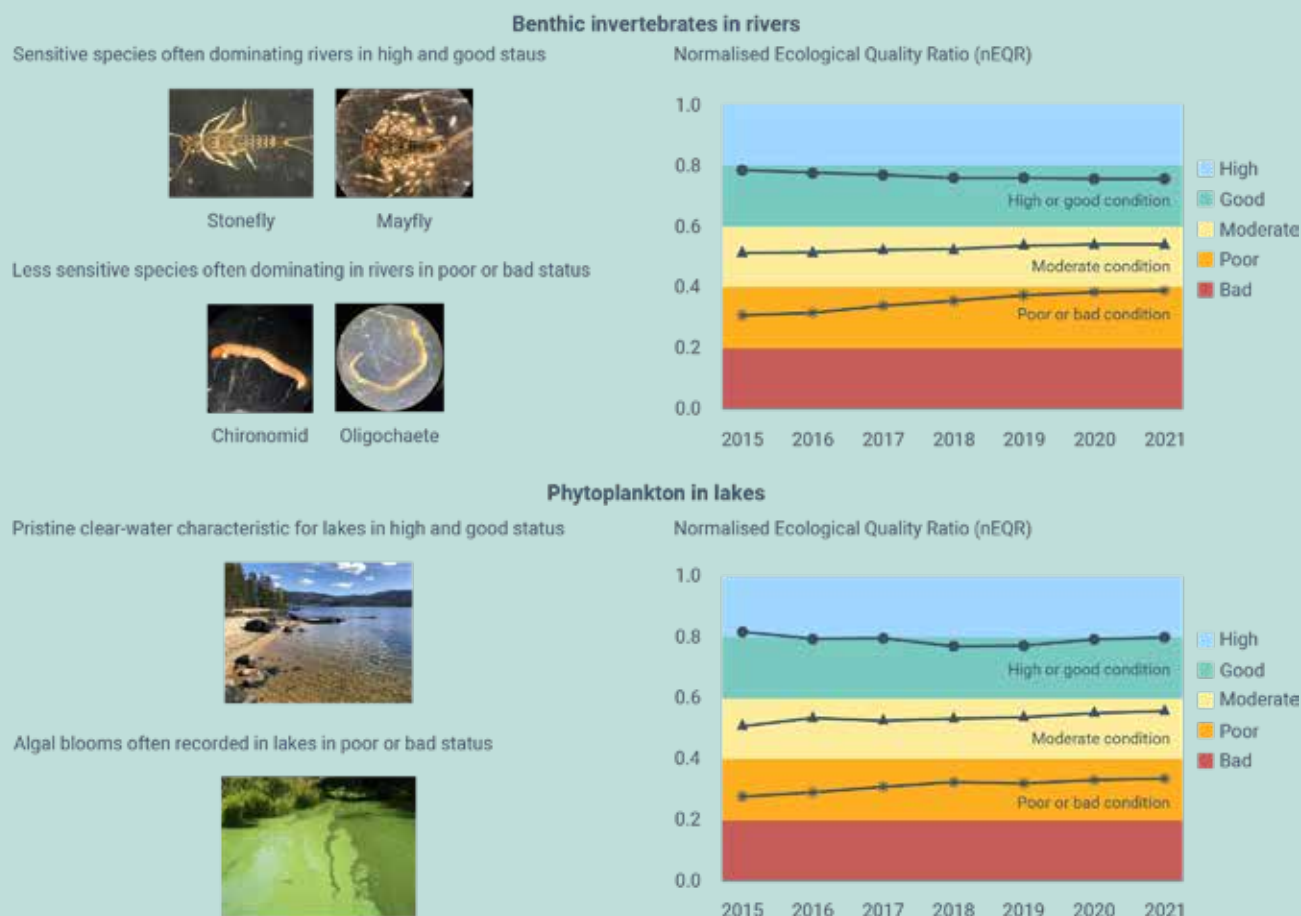 Benthic invertebrates in rivers
Sensitive species often dominating rivers in high and good staus
Stonefly
Mayfly
Less sensitive species often dominating in rivers in poor or bad status
Chironomid
Oligochaete
Normalised Ecological Quality Ratio (nEQR)
1.0
0.8
0.6
0.4
0.2
0.0
High or good condition
Moderate condition
Poor or bad condition
2015 2016 2017 2018 2019 2020 2021
High
Good
Moderate
Poor
Bad
Phytoplankton in lakes
Pristine clear-water characteristic for lakes in high and good status
Algal blooms often recorded in lakes in poor or bad status
Normalised Ecological Quality Ratio (nEQR)
1.0
0.8
0.6
0.4
0.2
0.0
High or good condition
Moderate condition
Poor or bad condition
2015 2016 2017 2018 2019 2020 2021
High
Good
Moderate
Poor
Bad